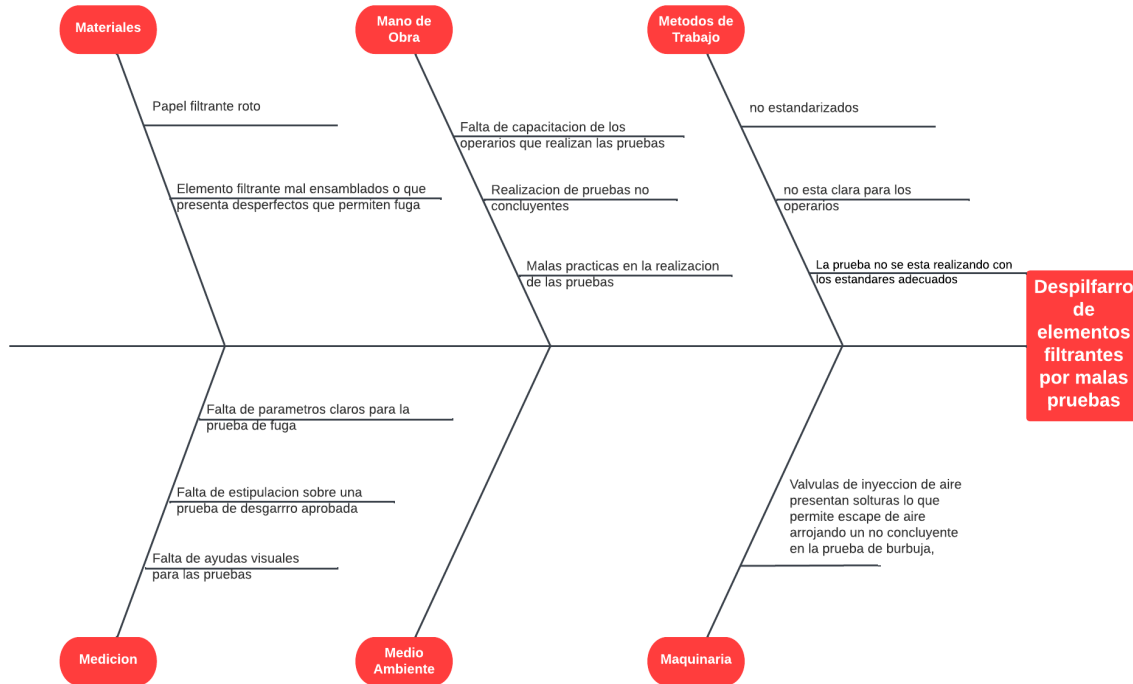 Materiales
Mano de
Obra
Metodos de
Trabajo
Papel filtrante roto
Elemento filtrante mal ensamblados o que
presenta desperfectos que permiten fuga
Falta de capacitacion de los
operarios que realizan las pruebas
Realizacion de pruebas no
concluyentes
Malas practicas en la realizacion
de las pruebas
no estandarizados
no esta clara para los
operarios
La prueba no se esta realizando con
los estandares adecuados
Despilfarro
de
elementos
filtrantes
por malas
pruebas
Falta de parametros claros para la
prueba de fuga
Falta de estipulacion sobre una
prueba de desgarrro aprobada
Falta de ayudas visuales
para las pruebas
Valvulas de inyeccion de aire
presentan solturas lo que
permite escape de aire
arrojando un no concluyente
en la prueba de burbuja,
Medicion
Medio
Ambiente
Maquinaria